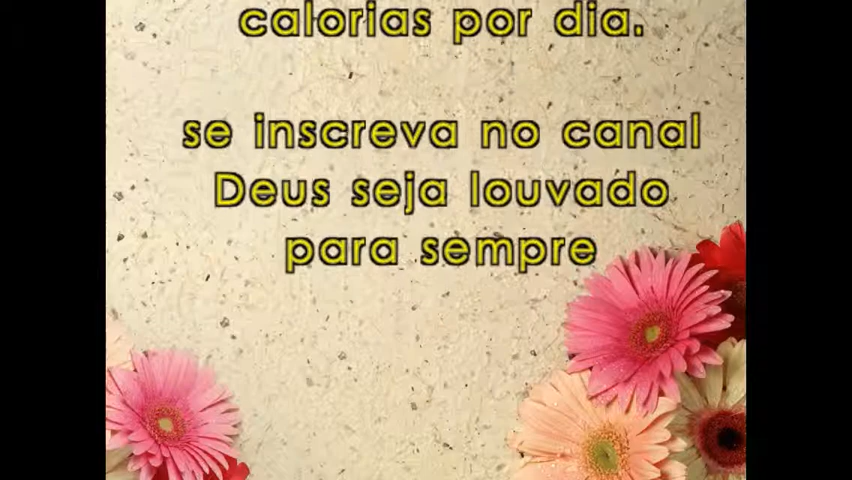 calorias por dia.
se inscreva no canal
Deus seja louvado
para sempre